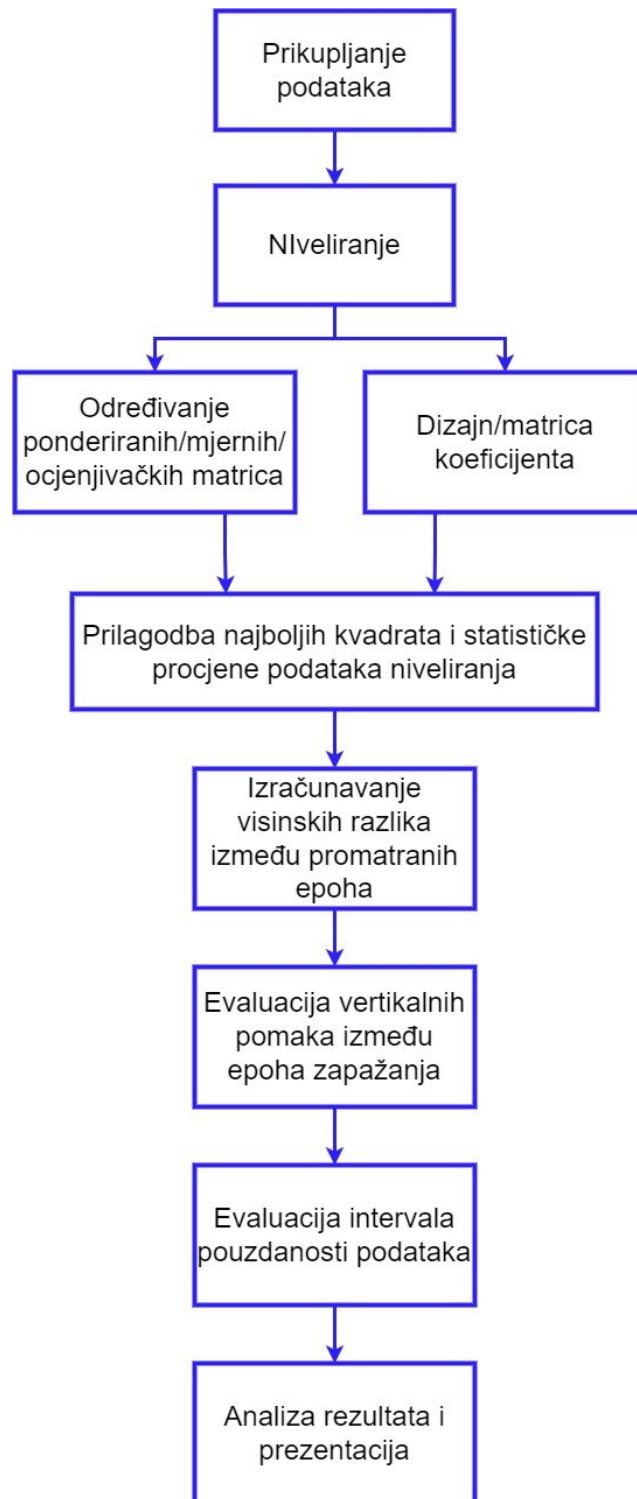 Prikupljanje
podataka
NIveliranje
Određivanje
ponderiranih/mjernih/
ocjenjivačkih matrica
Dizajn/matrica
koeficijenta
Prilagodba najboljih kvadrata i statističke
procjene podataka niveliranja
Izračunavanje
visinskih razlika
između promatranih
epoha
Evaluacija vertikalnih
pomaka između
epoha zapažanja
Evaluacija intervala
pouzdanosti podataka
Analiza rezultata i
prezentacija